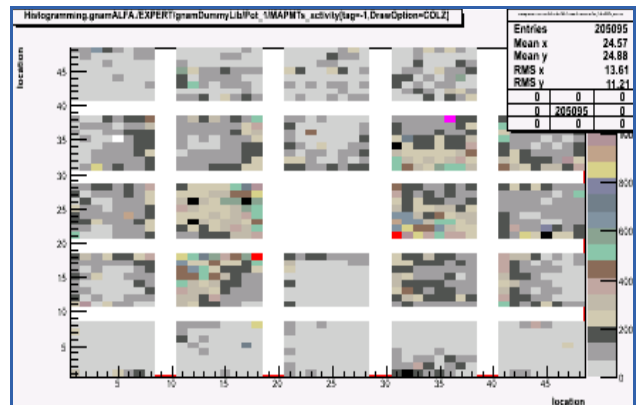 Histogramming.gnamALFA./EXPERT/gnamDummyLib/Pot_1/MAPMTs_activity[tag=-1,DrawOption=COLZ]
Entries 205095
Mean x 24.57
Mean y 24.88
RMS x 13.61
RMS y 11.21
0 0 0
0 205095 0
0 0 0
location
45
40
35
30
25
20
15
10
5
800
600
400
200
0
5 10 15 20 25 30 35 40 45
location